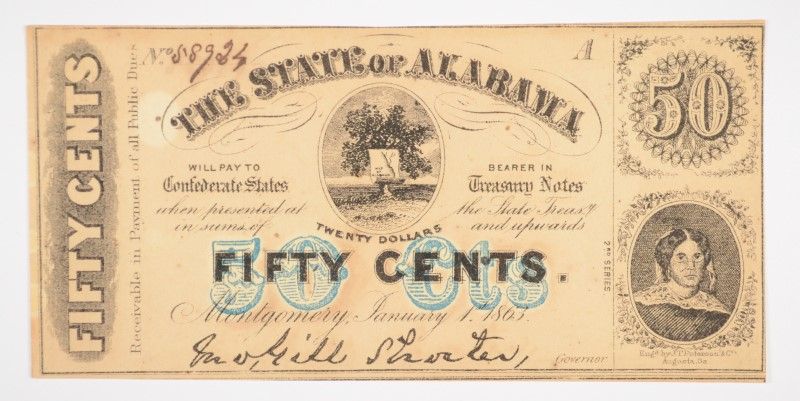 FIFTY CENTS
Receivable in Payment of all Public Dues
No 58924
A
THE STATE OF ALABAMA
50
WILL PAY TO
BEARER IN
Confederate States
Treasury Notes
when presented at
the State Treasy
in sums of
TWENTY DOLLARS
and upwards
50 Cts
FIFTY CENTS.
2ND SERIES
Montgomery, January 1. 1863.
Jno Gill Shorter,
Governor
Engd. by J.T. Paterson & Co.
Augusta, Ga